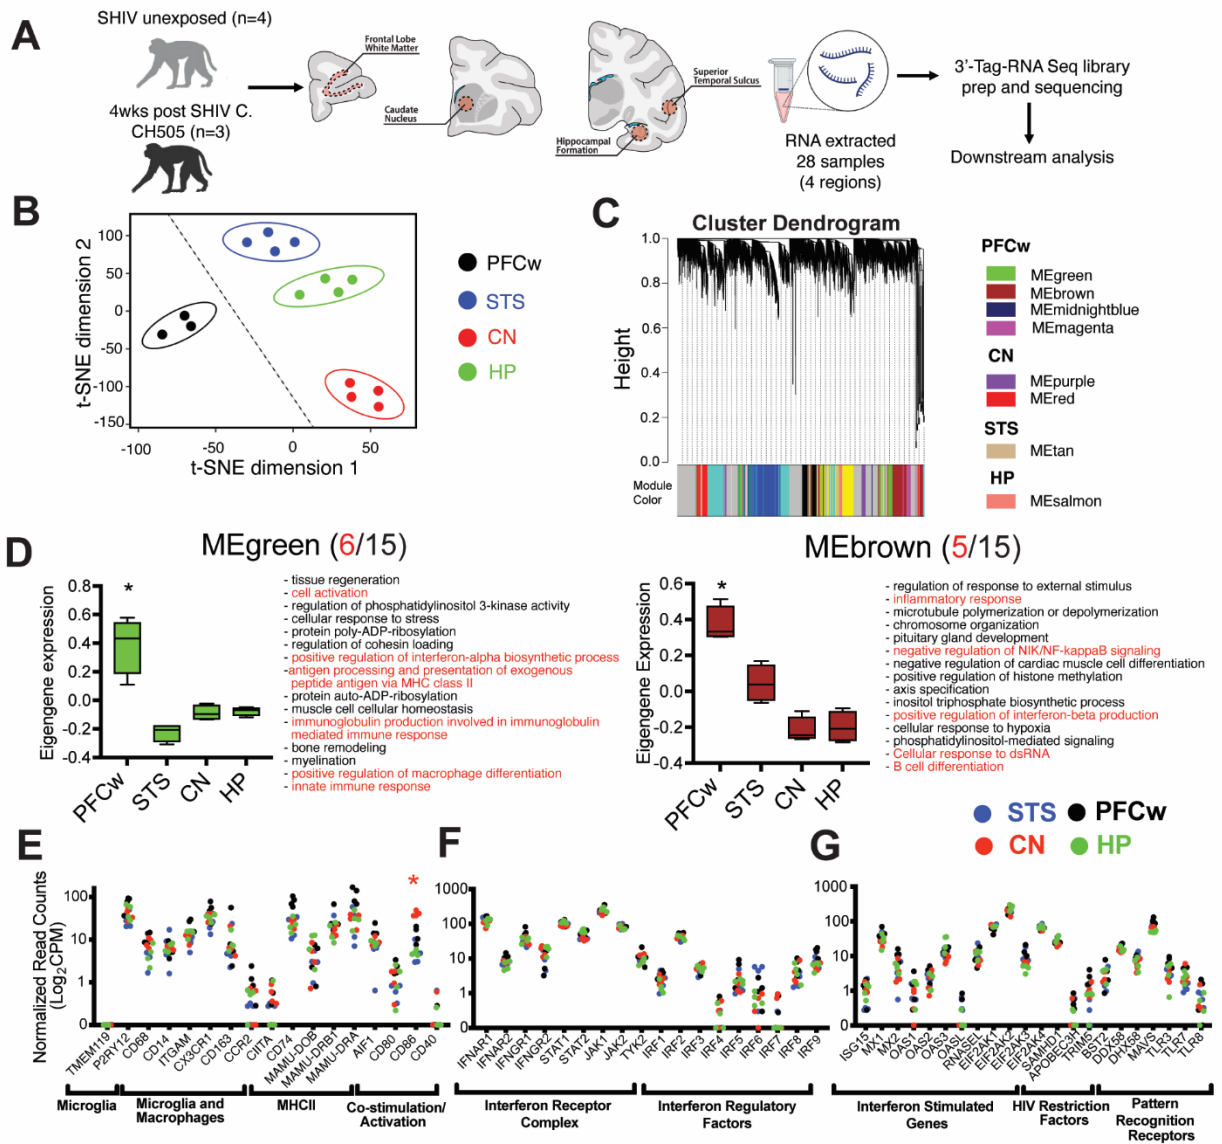 A
SHIV unexposed (n=4)
4wks post SHIV C.
CH505 (n=3)
Frontal Lobe
White Matter
Caudate
Nucleus
Superior
Temporal Sulcus
Hippocampal
Formation
RNA extracted
28 samples
(4 regions)
3'-Tag-RNA Seq library
prep and sequencing
Downstream analysis
B
t-SNE dimension 2
100
50
0
-50
-100
-150
-100
-50
0
50
t-SNE dimension 1
PFCw
STS
CN
HP
C
Cluster Dendrogram
Height
1.0
0.8
0.6
0.4
0.2
0.0
Module
Color
PFCw
MEgreen
MEbrown
MEmidnightblue
MEmagenta
CN
MEpurple
MEred
STS
MEtan
HP
MEsalmon
D
MEgreen (6/15)
Eigengene expression
0.8
0.6
0.4
0.2
-0.0
-0.2
-0.4
*
PFCw
STS
CN
HP
- tissue regeneration
- cell activation
- regulation of phosphatidylinositol 3-kinase activity
- cellular response to stress
- protein poly-ADP-ribosylation
- regulation of cohesin loading
- positive regulation of interferon-alpha biosynthetic process
-antigen processing and presentation of exogenous
peptide antigen via MHC class II
- protein auto-ADP-ribosylation
- muscle cell cellular homeostasis
- immunoglobulin production involved in immunoglobulin
mediated immune response
- bone remodeling
- myelination
- positive regulation of macrophage differentiation
- innate immune response
MEbrown (5/15)
Eigengene Expression
0.6
0.4
0.2
0.0
-0.2
-0.4
*
PFCw
STS
CN
HP
- regulation of response to external stimulus
- inflammatory response
- microtubule polymerization or depolymerization
- chromosome organization
- pituitary gland development
- negative regulation of NIK/NF-kappaB signaling
- negative regulation of cardiac muscle cell differentiation
- positive regulation of histone methylation
- axis specification
- inositol triphosphate biosynthetic process
- positive regulation of interferon-beta production
- cellular response to hypoxia
- phosphatidylinositol-mediated signaling
- Cellular response to dsRNA
- B cell differentiation
STS
PFCw
CN
HP
E
Normalized Read Counts
(Log2CPM)
100
10
1
0
*
TMEM119
P2RY12
CD68
CD14
ITGAM
CX3CR1
CD163
CCR2
CIITA
CD74
MAMU-DOB
MAMU-DRB1
MAMU-DRA
AIF1
CD80
CD86
CD40
Microglia
Microglia and
Macrophages
MHCII
Co-stimulation/
Activation
F
1000
100
10
1
0
IFNAR1
IFNAR2
IFNGR1
IFNGR2
STAT1
STAT2
JAK1
JAK2
TYK2
IRF1
IRF2
IRF3
IRF4
IRF5
IRF6
IRF7
IRF8
IRF9
Interferon Receptor
Complex
Interferon Regulatory
Factors
G
1000
100
10
1
0
ISG15
MX1
MX2
OAS1
OAS2
OAS3
OASL
RNASEL
EIF2AK1
EIF2AK2
EIF2AK3
EIF2AK4
SAMHD1
APOBEC3H
TRIM5
BST2
DDX58
DHX58
MAVS
TLR3
TLR7
TLR8
Interferon Stimulated
Genes
HIV Restriction
Factors
Pattern
Recognition
Receptors